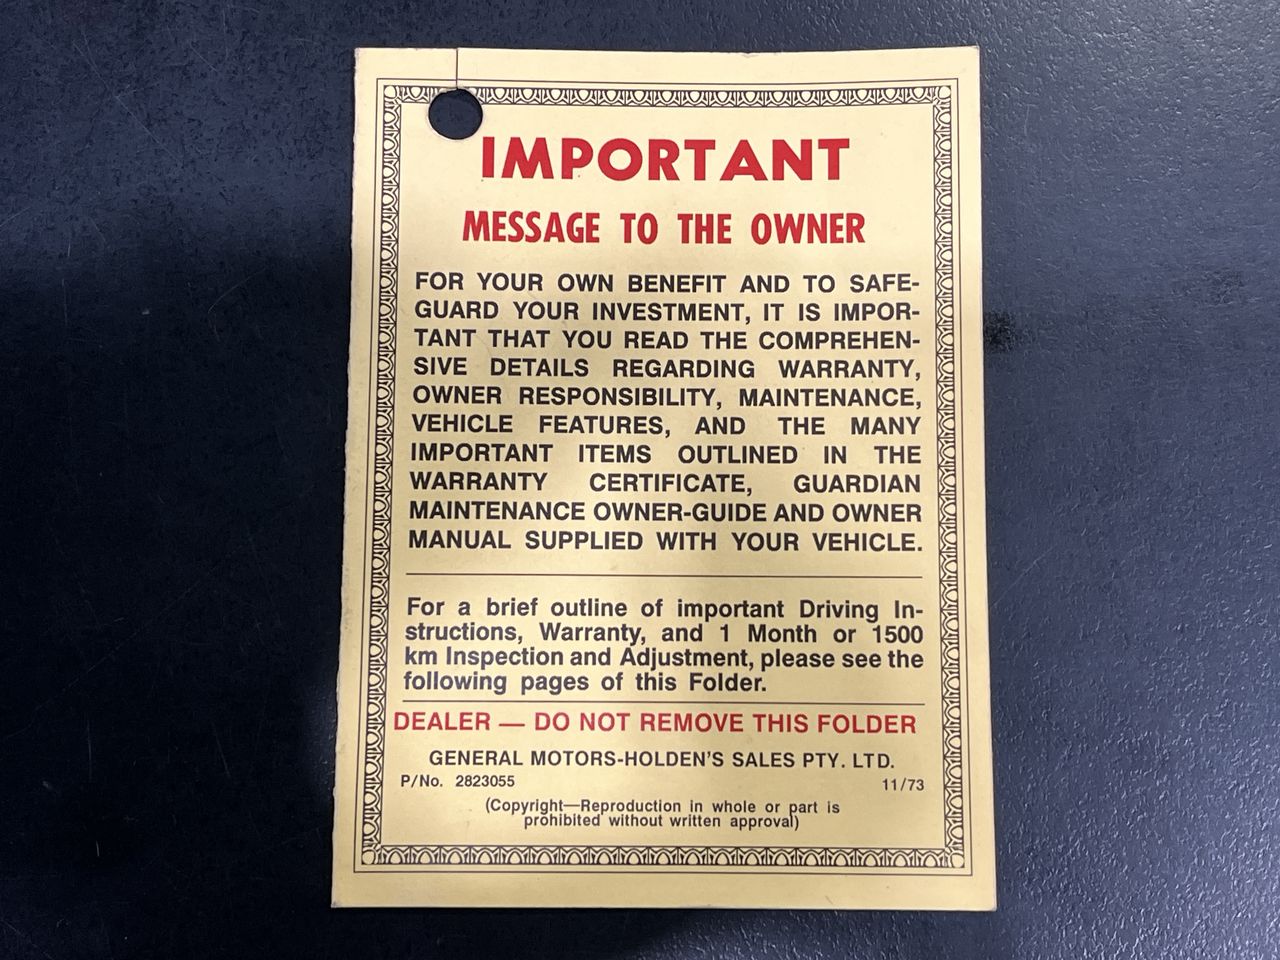 IMPORTANT
MESSAGE TO THE OWNER
FOR YOUR OWN BENEFIT AND TO SAFE-
GUARD YOUR INVESTMENT, IT IS IMPOR-
TANT THAT YOU READ THE COMPREHEN-
SIVE DETAILS REGARDING WARRANTY,
OWNER RESPONSIBILITY, MAINTENANCE,
VEHICLE FEATURES, AND THE MANY
IMPORTANT ITEMS OUTLINED IN THE
WARRANTY CERTIFICATE, GUARDIAN
MAINTENANCE OWNER-GUIDE AND OWNER
MANUAL SUPPLIED WITH YOUR VEHICLE.
For a brief outline of important Driving In-
structions, Warranty, and 1 Month or 1500
km Inspection and Adjustment, please see the
following pages of this Folder.
DEALER — DO NOT REMOVE THIS FOLDER
GENERAL MOTORS-HOLDEN'S SALES PTY. LTD.
P/No. 2823055 11/73
(Copyright—Reproduction in whole or part is
prohibited without written approval)